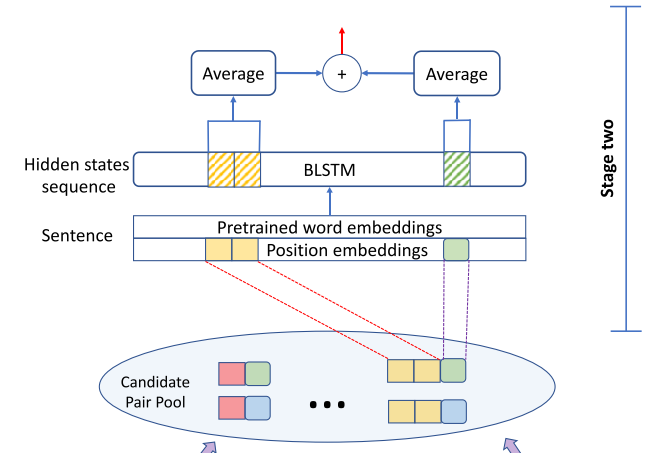 Average
+
Average
Hidden states
sequence
BLSTM
Stage two
Pretrained word embeddings
Sentence
Position embeddings
Candidate
Pair Pool
...